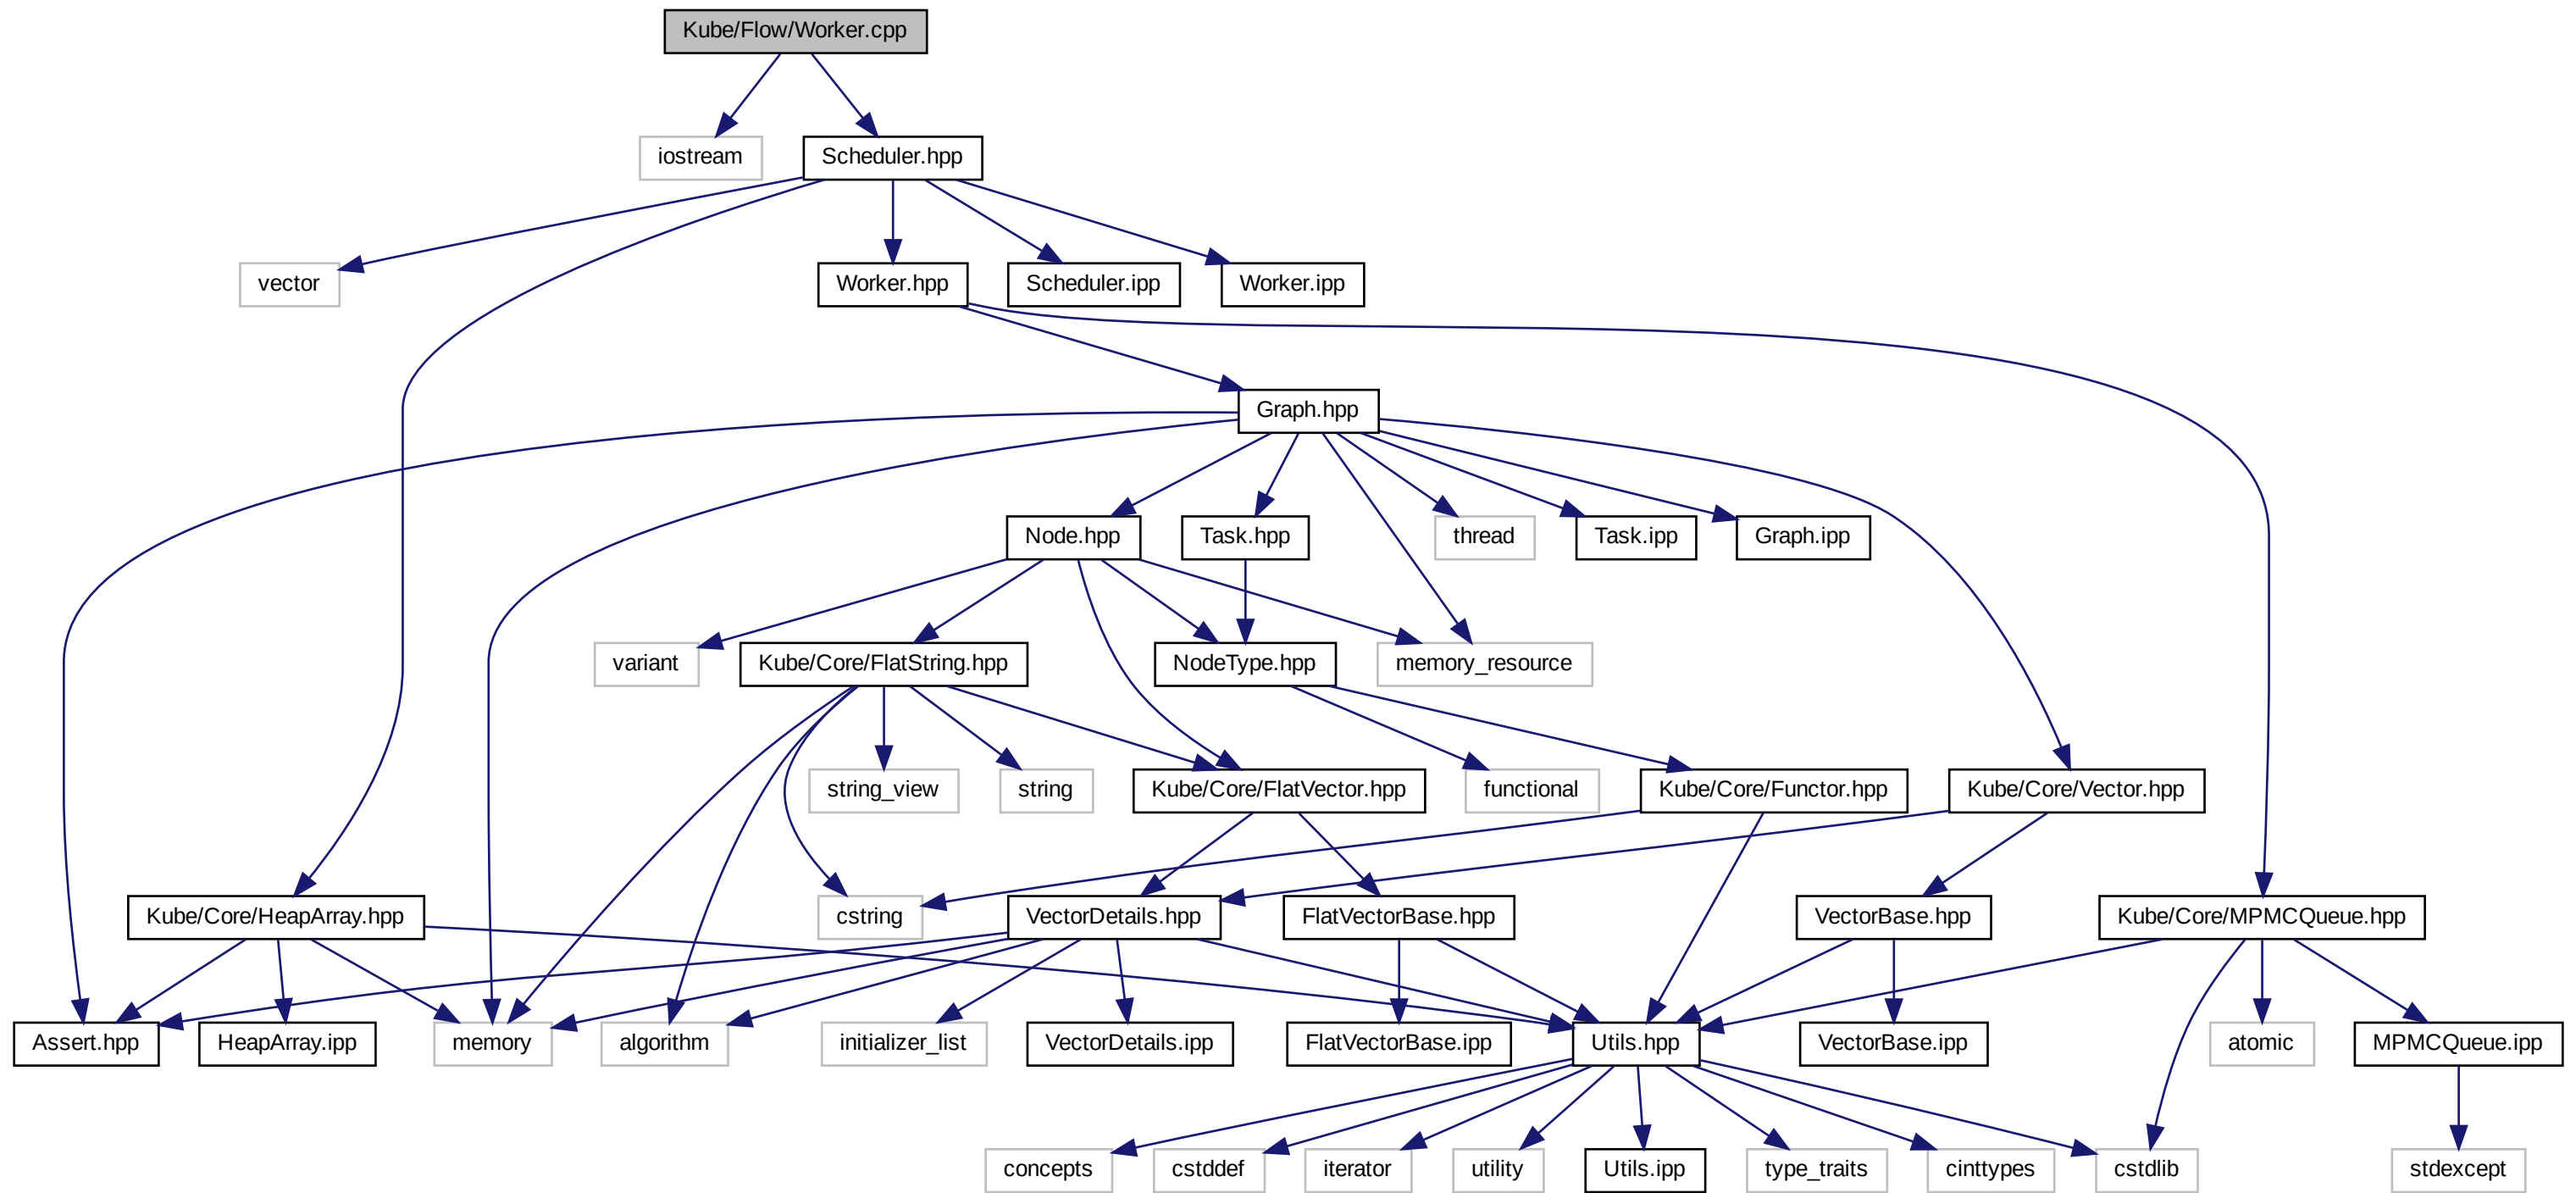 Kube/Flow/Worker.cpp
iostream
Scheduler.hpp
vector
Worker.hpp
Scheduler.ipp
Worker.ipp
Graph.hpp
Node.hpp
Task.hpp
thread
Task.ipp
Graph.ipp
variant
Kube/Core/FlatString.hpp
NodeType.hpp
memory_resource
string_view
string
Kube/Core/FlatVector.hpp
functional
Kube/Core/Functor.hpp
Kube/Core/Vector.hpp
Kube/Core/HeapArray.hpp
cstring
VectorDetails.hpp
FlatVectorBase.hpp
VectorBase.hpp
Kube/Core/MPMCQueue.hpp
Assert.hpp
HeapArray.ipp
memory
algorithm
initializer_list
VectorDetails.ipp
FlatVectorBase.ipp
Utils.hpp
VectorBase.ipp
atomic
MPMCQueue.ipp
concepts
cstddef
iterator
utility
Utils.ipp
type_traits
cinttypes
cstdlib
stdexcept